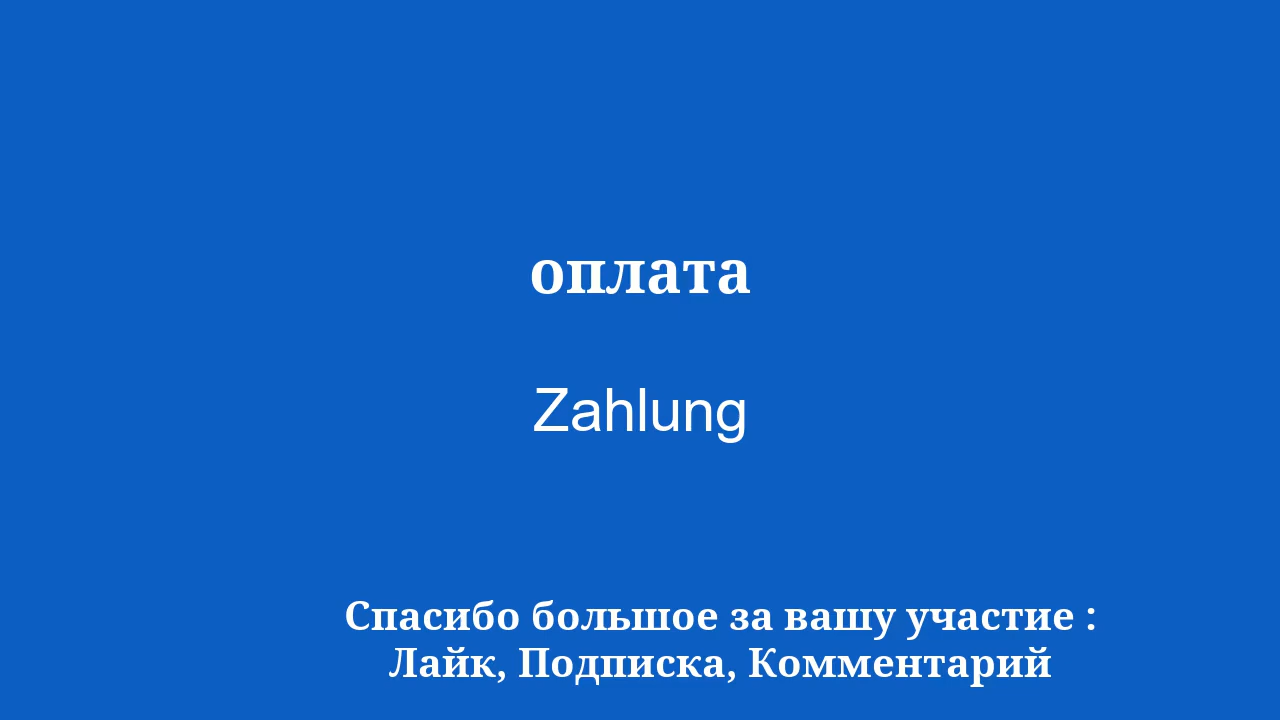 оплата
Zahlung
Спасибо большое за вашу участие :
Лайк, Подписка, Комментарий